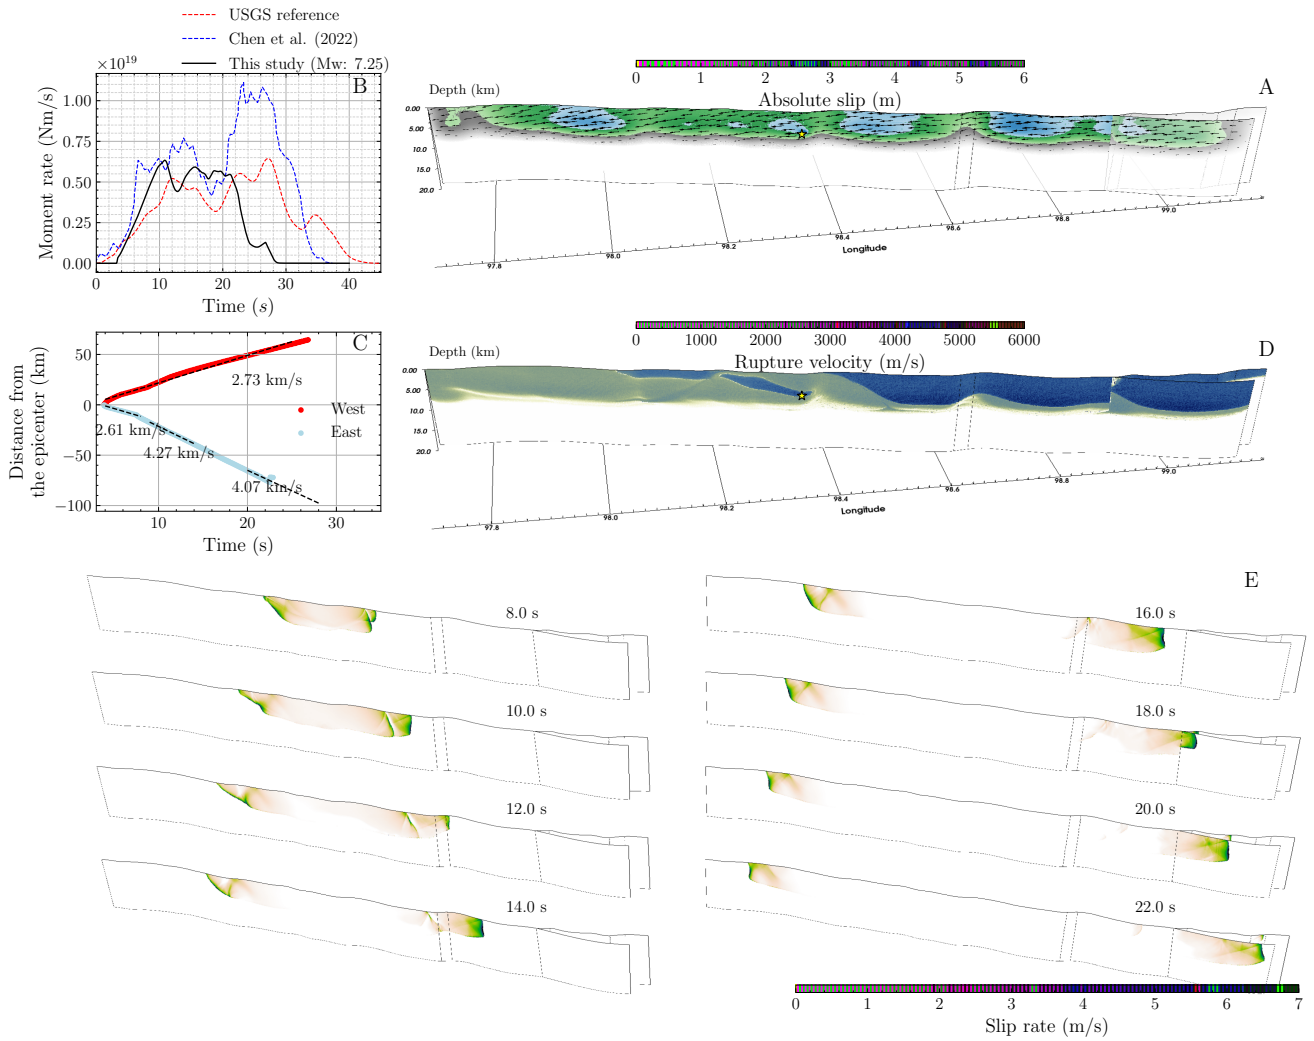 USGS reference
Chen et al. (2022)
This study (Mw: 7.25)
×10¹⁹
B
Moment rate (Nm/s)
1.00
0.75
0.50
0.25
0.00
0 10 20 30 40
Time (s)
0 1 2 3 4 5 6
Absolute slip (m)
A
Depth (km)
0.00
5.00
10.0
15.0
20.0
97.8 98.0 98.2 98.4 98.6 98.8 99.0
Longitude
C
Distance from
the epicenter (km)
50
0
−50
−100
2.73 km/s
West
East
2.61 km/s
4.27 km/s
4.07 km/s
10 20 30
Time (s)
0 1000 2000 3000 4000 5000 6000
Rupture velocity (m/s)
D
Depth (km)
0.00
5.00
10.0
15.0
20.0
97.8 98.0 98.2 98.4 98.6 98.8 99.0
Longitude
E
8.0 s
10.0 s
12.0 s
14.0 s
16.0 s
18.0 s
20.0 s
22.0 s
0 1 2 3 4 5 6 7
Slip rate (m/s)